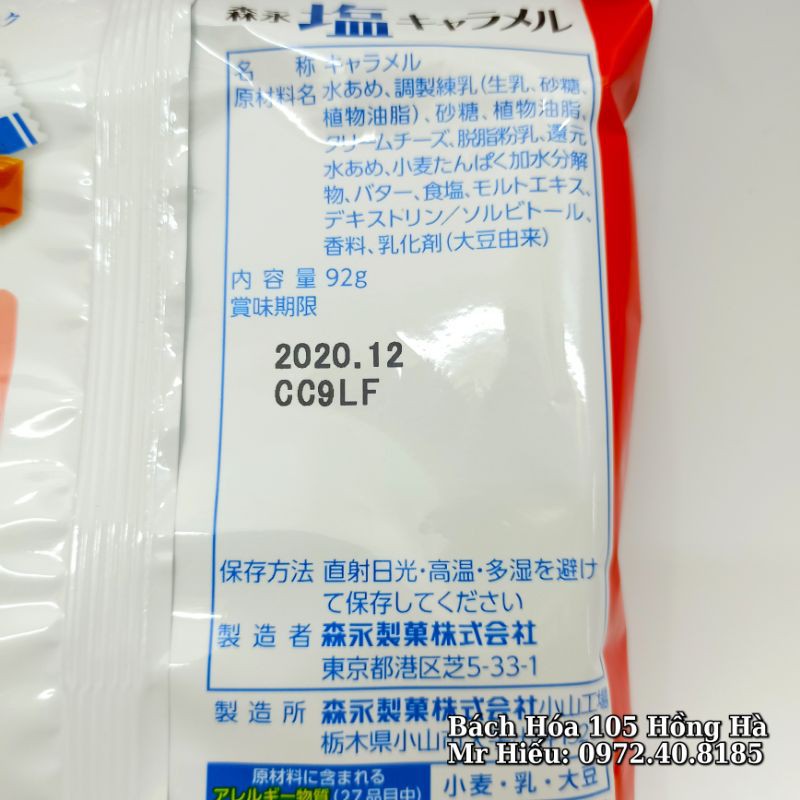 ク
森永 塩キャラメル
名称 キャラメル
原材料名 水あめ、調製練乳(生乳、砂糖、
植物油脂)、砂糖、植物油脂、
クリームチーズ、脱脂粉乳、還元
水あめ、小麦たんぱく加水分解
物、バター、食塩、モルトエキス、
デキストリン/ソルビトール、
香料、乳化剤(大豆由来)
内容量 92g
賞味期限
2020.12
CC9LF
保存方法 直射日光・高温・多湿を避け
て保存してください
製造者 森永製菓株式会社
東京都港区芝5-33-1
製造所 森永製菓株式会社小山工場
栃木県小山市
Bách Hóa 105 Hồng Hà
Mr Hiếu: 0972.40.8185
原材料に含まれる
アレルギー物質(27品目中)
小麦・乳・大豆